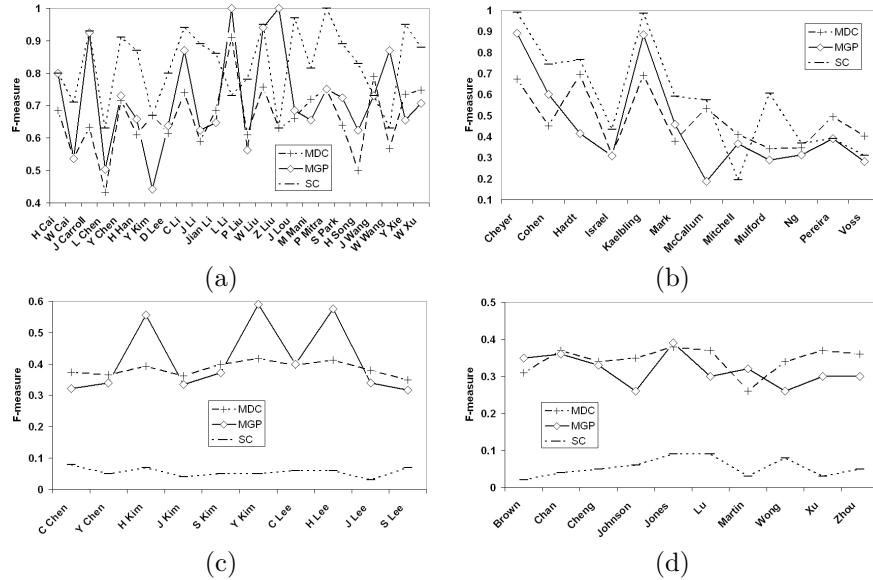 1
0.9
0.8
0.7
0.6
0.5
0.4
F-measure
MDC
MGP
SC
H Cai
W Cai
J Carroll
L Chen
Y Chen
H Han
Y Kim
D Lee
C Li
J Li
Jian Li
L Li
P Liu
W Liu
Z Liu
J Lou
M Mani
P Mitra
S Park
H Song
J Wang
W Wang
Y Xie
W Xu
(a)
1
0.9
0.8
0.7
0.6
0.5
0.4
0.3
0.2
0.1
F-measure
MDC
MGP
SC
Cheyer
Cohen
Hardt
Israel
Kaelbling
Mark
McCallum
Mitchell
Mulford
Ng
Pereira
Voss
(b)
0.6
0.5
0.4
0.3
0.2
0.1
0
F-measure
MDC
MGP
SC
C Chen
Y Chen
H Kim
J Kim
S Kim
Y Kim
C Lee
H Lee
J Lee
S Lee
(c)
0.5
0.4
0.3
0.2
0.1
0
F-measure
MDC
MGP
SC
Brown
Chan
Cheng
Johnson
Jones
Lu
Martin
Wong
Xu
Zhou
(d)